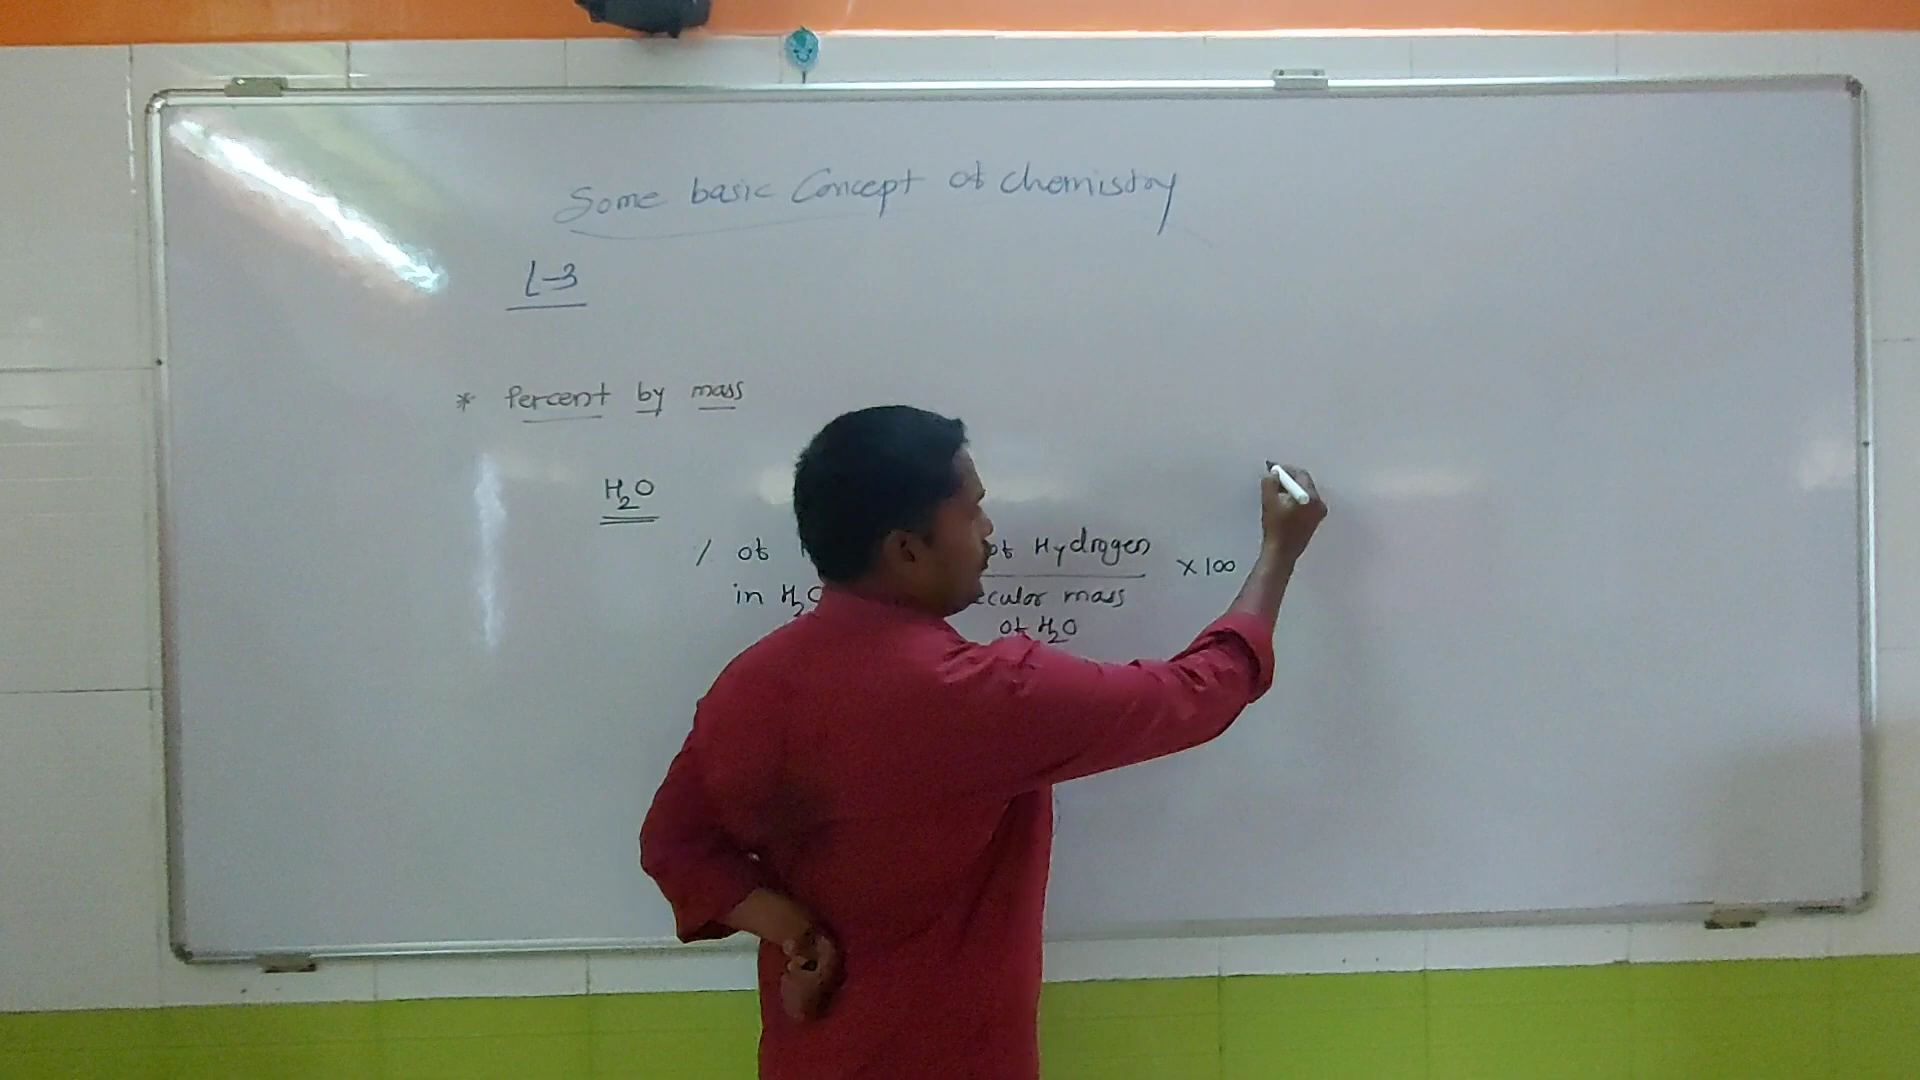 Some basic Concept of chemistry
L-3
* Percent by mass
H₂O
% of of Hydrogen × 100
in H₂O mass
of H₂O